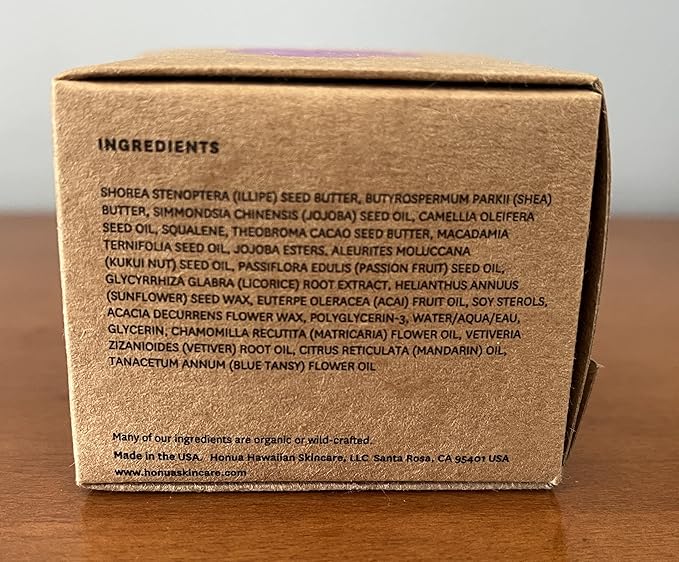 INGREDIENTS
SHOREA STENOPTERA (ILLIPE) SEED BUTTER, BUTYROSPERMUM PARKII (SHEA)
BUTTER, SIMMONDSIA CHINENSIS (JOJOBA) SEED OIL, CAMELLIA OLEIFERA
SEED OIL, SQUALENE, THEOBROMA CACAO SEED BUTTER, MACADAMIA
TERNIFOLIA SEED OIL, JOJOBA ESTERS, ALEURITES MOLUCCANA
(KUKUI NUT) SEED OIL, PASSIFLORA EDULIS (PASSION FRUIT) SEED OIL,
GLYCYRRHIZA GLABRA (LICORICE) ROOT EXTRACT, HELIANTHUS ANNUUS
(SUNFLOWER) SEED WAX, EUTERPE OLERACEA (ACAI) FRUIT OIL, SOY STEROLS,
ACACIA DECURRENS FLOWER WAX, POLYGLYCERIN-3, WATER/AQUA/EAU,
GLYCERIN, CHAMOMILLA RECUTITA (MATRICARIA) FLOWER OIL, VETIVERIA
ZIZANIOIDES (VETIVER) ROOT OIL, CITRUS RETICULATA (MANDARIN) OIL,
TANACETUM ANNUM (BLUE TANSY) FLOWER OIL
Many of our ingredients are organic or wild-crafted.
Made in the USA. Honua Hawaiian Skincare, LLC Santa Rosa, CA 95401 USA
www.honuaskincare.com